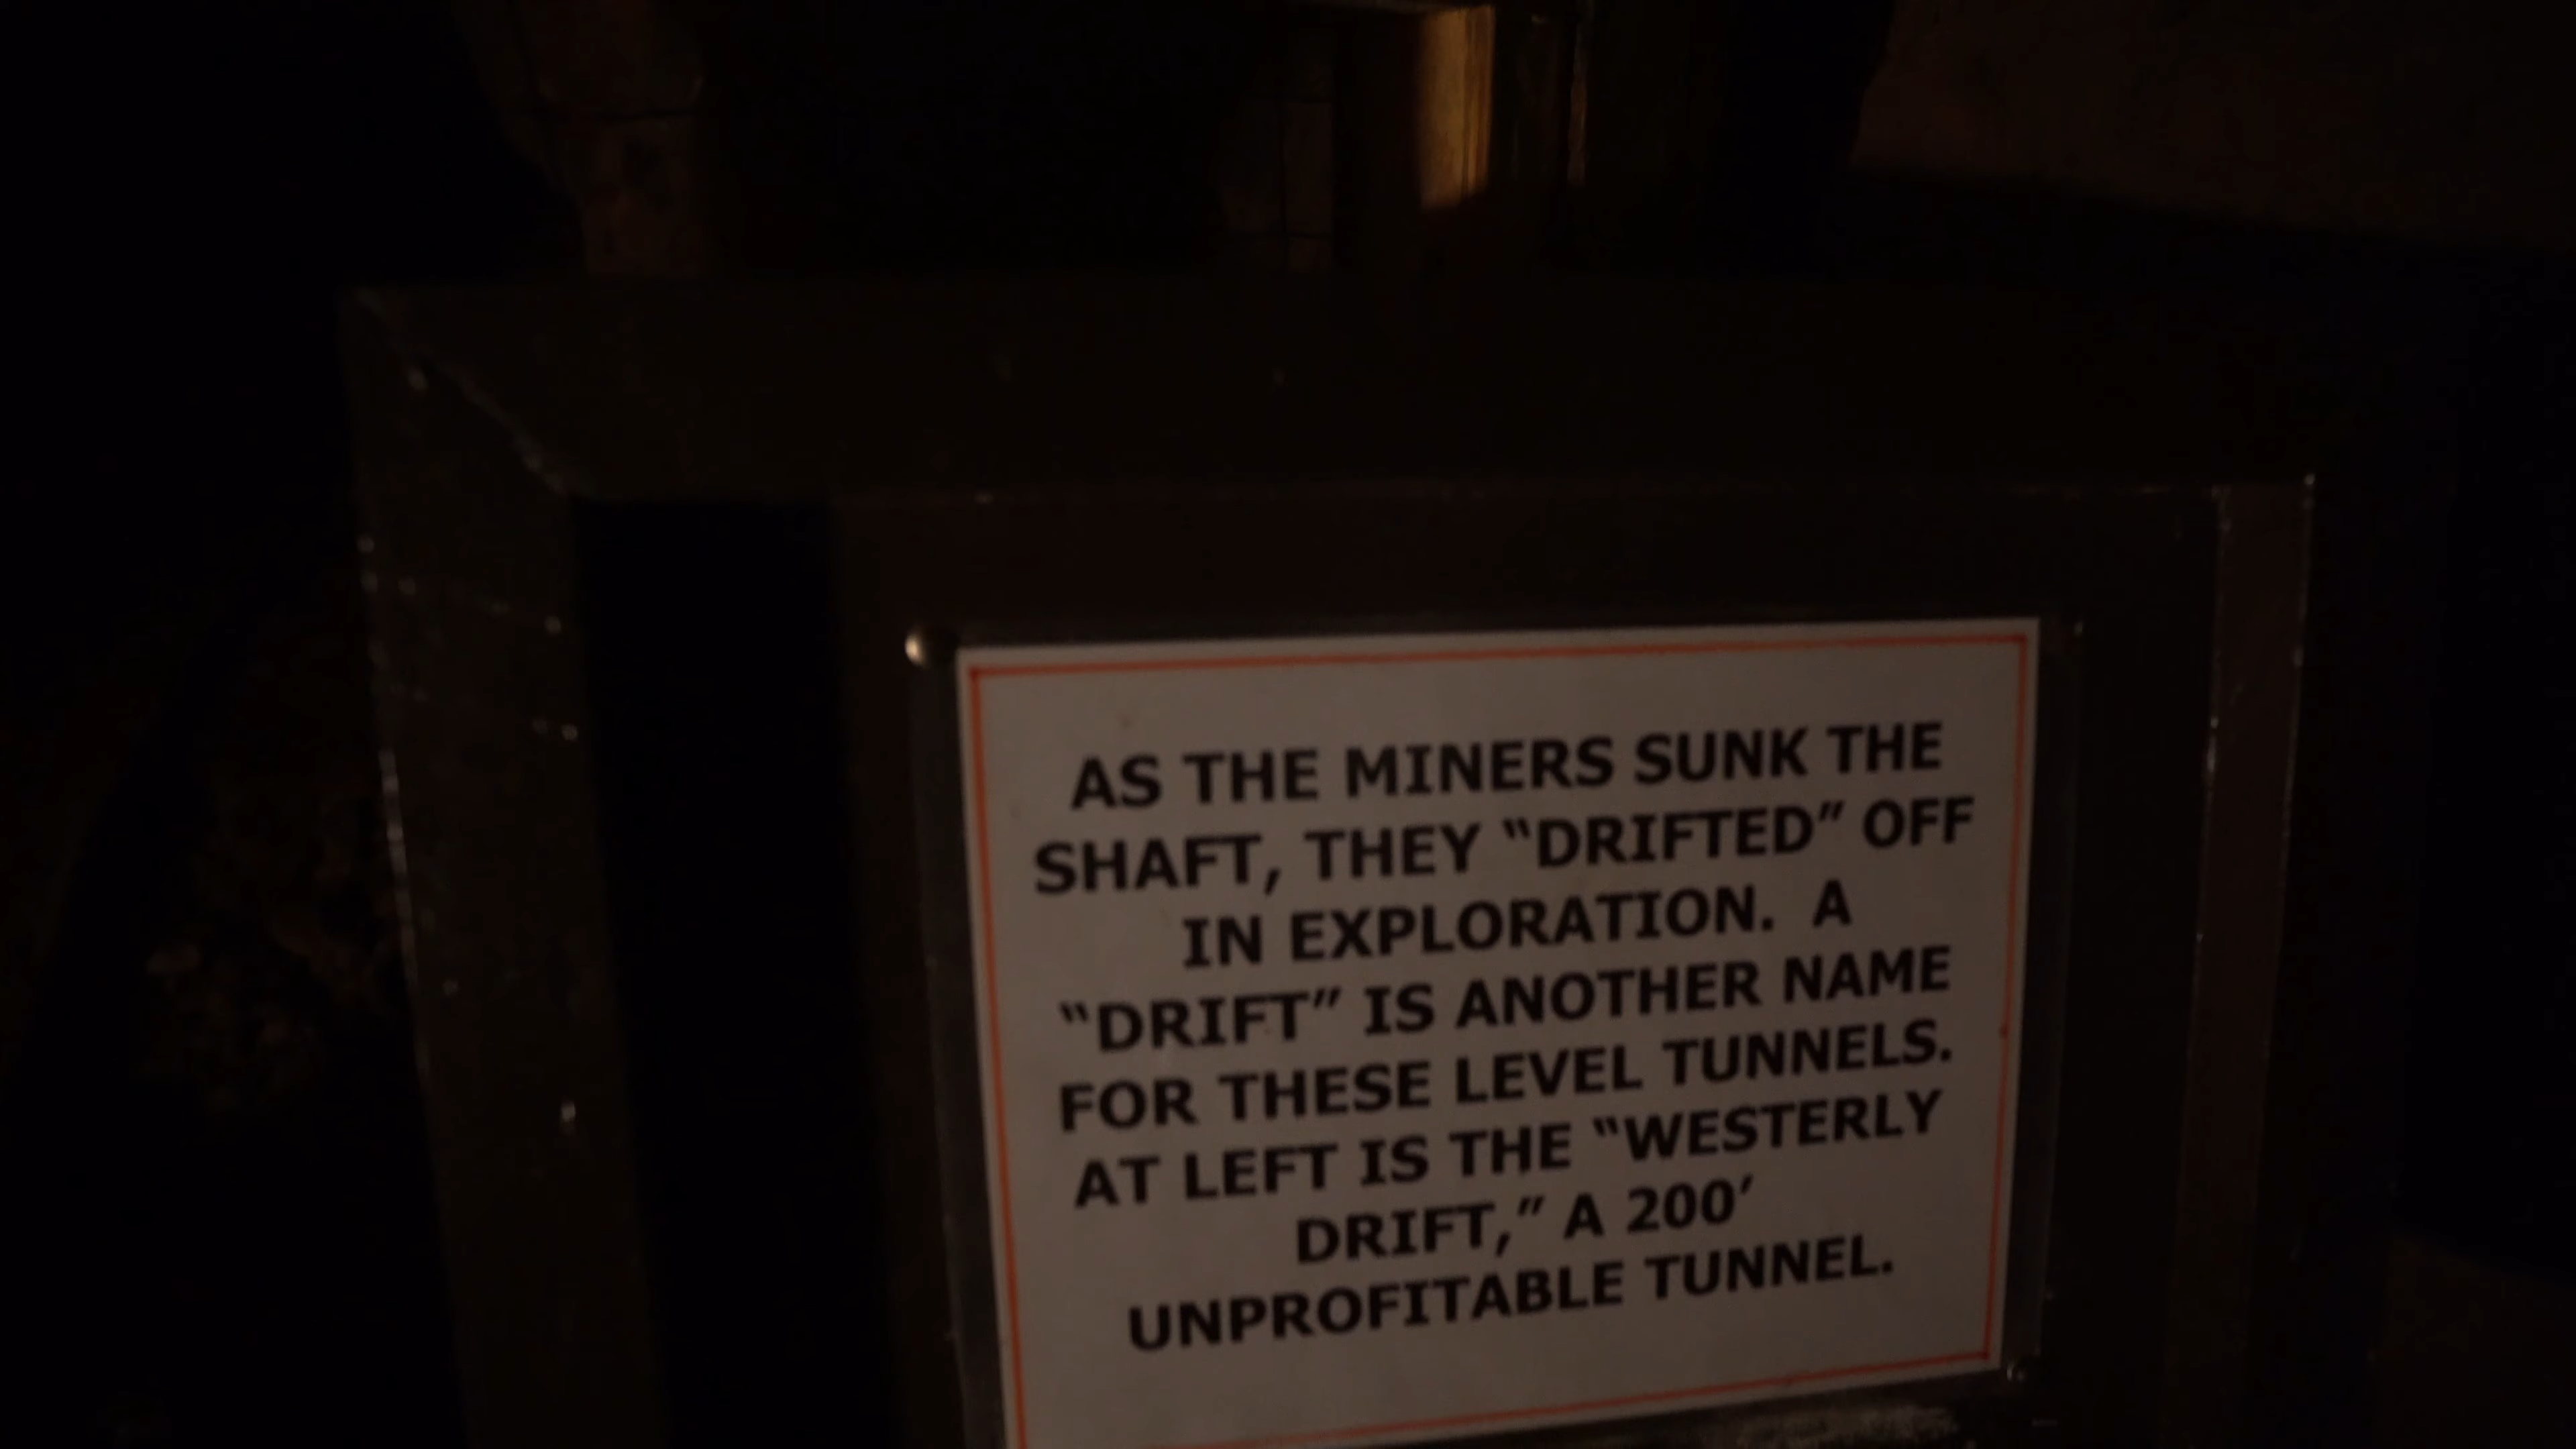 AS THE MINERS SUNK THE
SHAFT, THEY “DRIFTED” OFF
IN EXPLORATION. A
“DRIFT” IS ANOTHER NAME
FOR THESE LEVEL TUNNELS.
AT LEFT IS THE “WESTERLY
DRIFT,” A 200’
UNPROFITABLE TUNNEL.